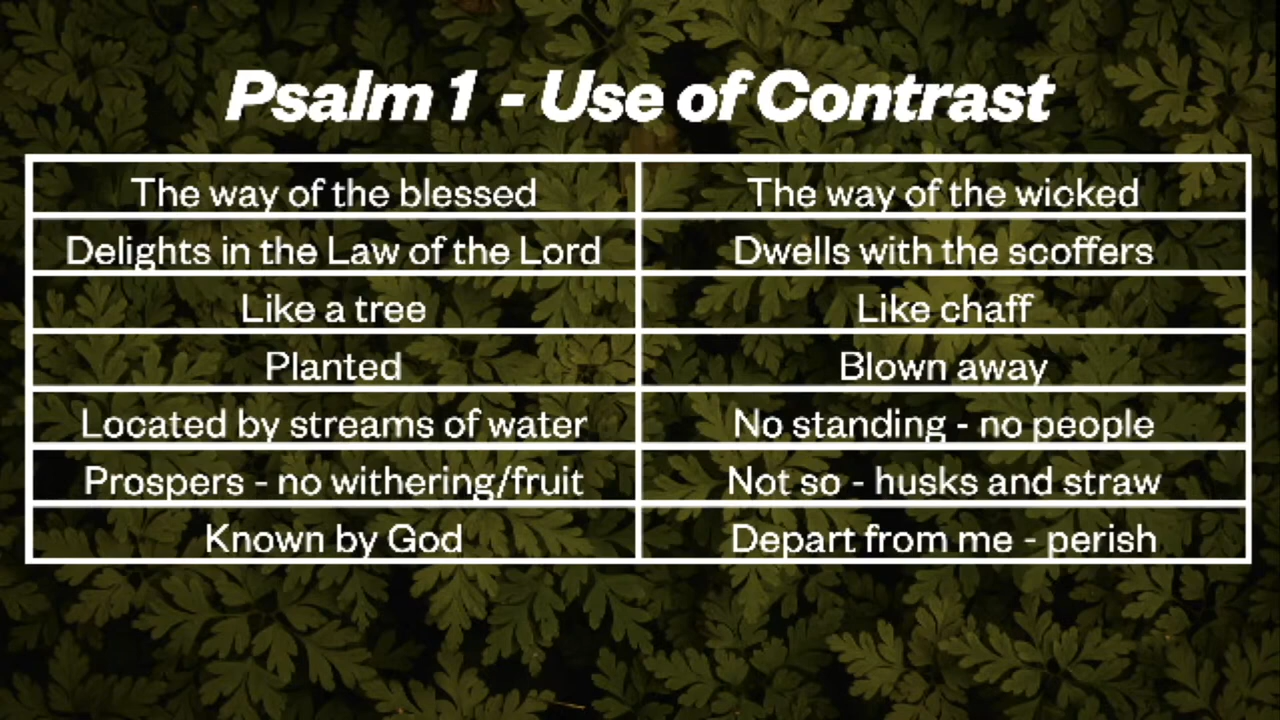 Psalm 1 - Use of Contrast
The way of the blessed The way of the wicked
Delights in the Law of the Lord Dwells with the scoffers
Like a tree Like chaff
Planted Blown away
Located by streams of water No standing - no people
Prospers - no withering/fruit Not so - husks and straw
Known by God Depart from me - perish